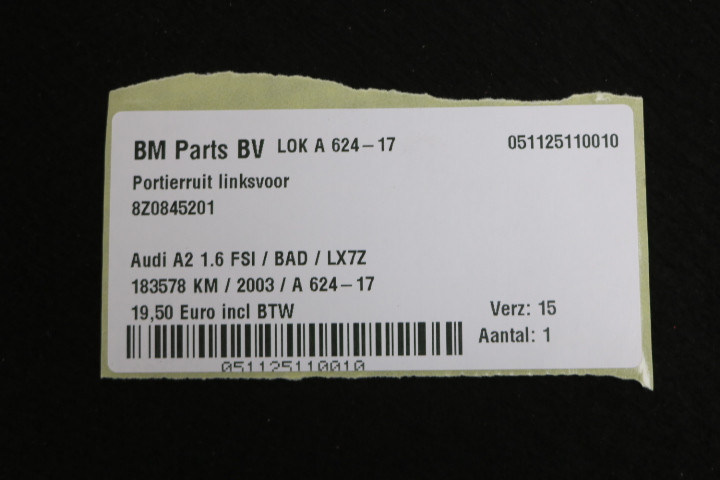 BM Parts BV LOK A 624-17 051125110010
Portierruit linksvoor
8Z0845201
Audi A2 1.6 FSI / BAD / LX7Z
183578 KM / 2003 / A 624-17
19,50 Euro incl BTW Verz: 15
Aantal: 1
051125110010